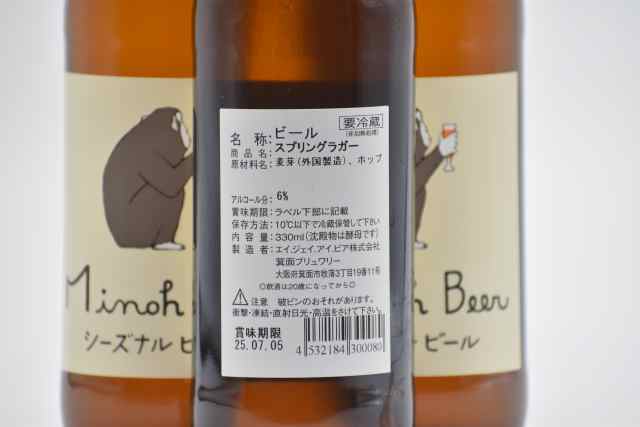 名称:ビール
要冷蔵
(非加熱処理)
商品名:スプリングラガー
原材料名:麦芽(外国製造)、ホップ
アルコール分:6%
賞味期限:ラベル下部に記載
保存方法:10℃以下で冷蔵保管して下さい
内容量:330ml(沈殿物は酵母です)
製造者:エイ.ジェイ.アイ.ビア株式会社
箕面ブリュワリー
大阪府箕面市牧落3丁目19番11号
◎飲酒は20歳になってから◎
注意 破ビンのおそれがあります。
衝撃・凍結・直射日光・高温をさけて下さい。
賞味期限
25.07.05
4532184300080
Minoh
シーズナル ビ
h Beer
ー ビール